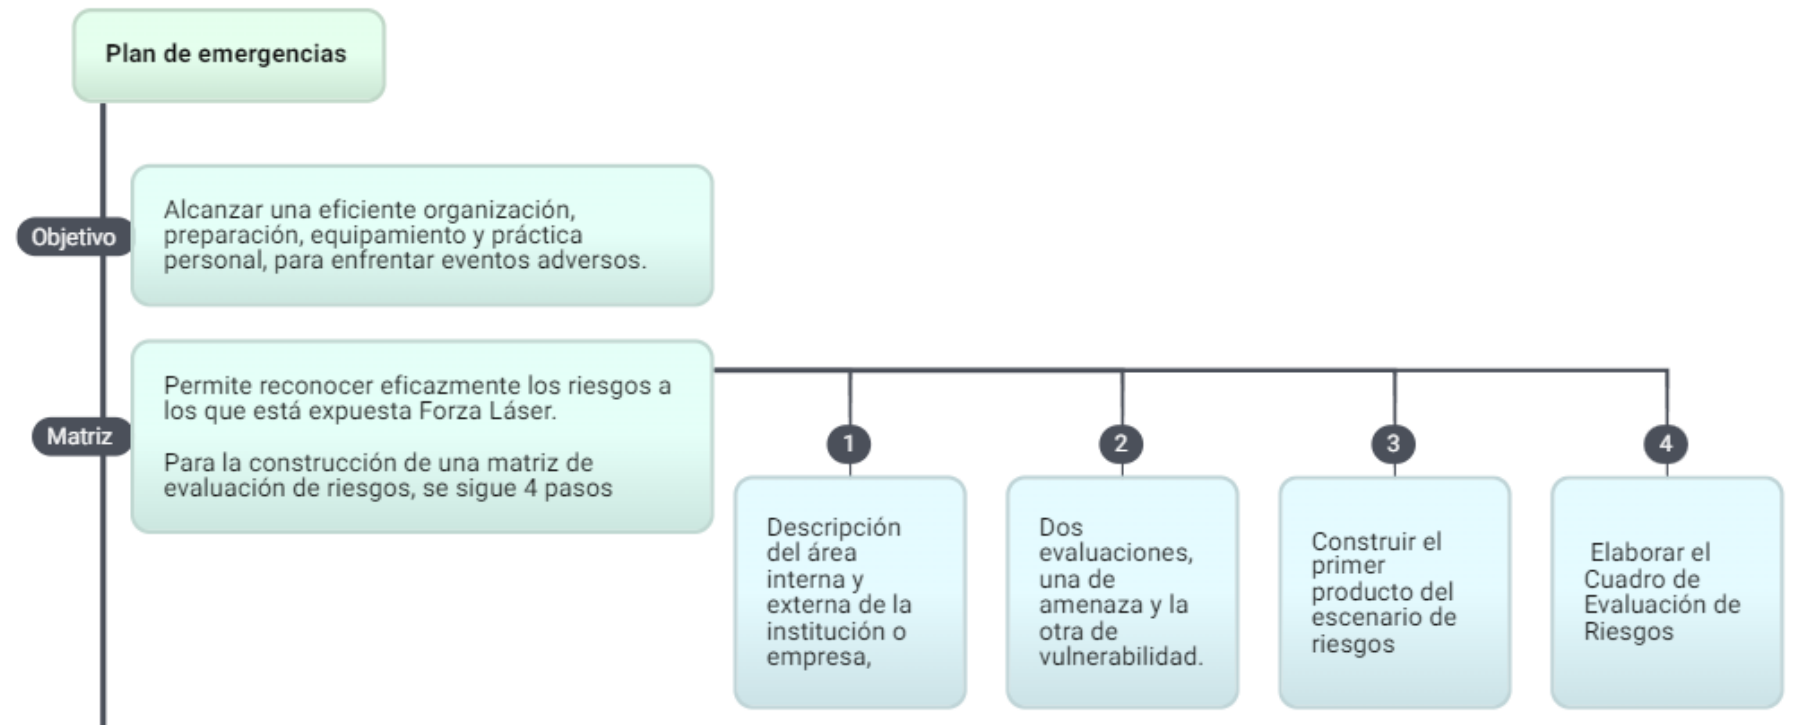 Plan de emergencias
Objetivo
Alcanzar una eficiente organización,
preparación, equipamiento y práctica
personal, para enfrentar eventos adversos.
Matriz
Permite reconocer eficazmente los riesgos a
los que está expuesta Forza Láser.
Para la construcción de una matriz de
evaluación de riesgos, se sigue 4 pasos
1
Descripción
del área
interna y
externa de la
institución o
empresa,
2
Dos
evaluaciones,
una de
amenaza y la
otra de
vulnerabilidad.
3
Construir el
primer
producto del
escenario de
riesgos
4
Elaborar el
Cuadro de
Evaluación de
Riesgos